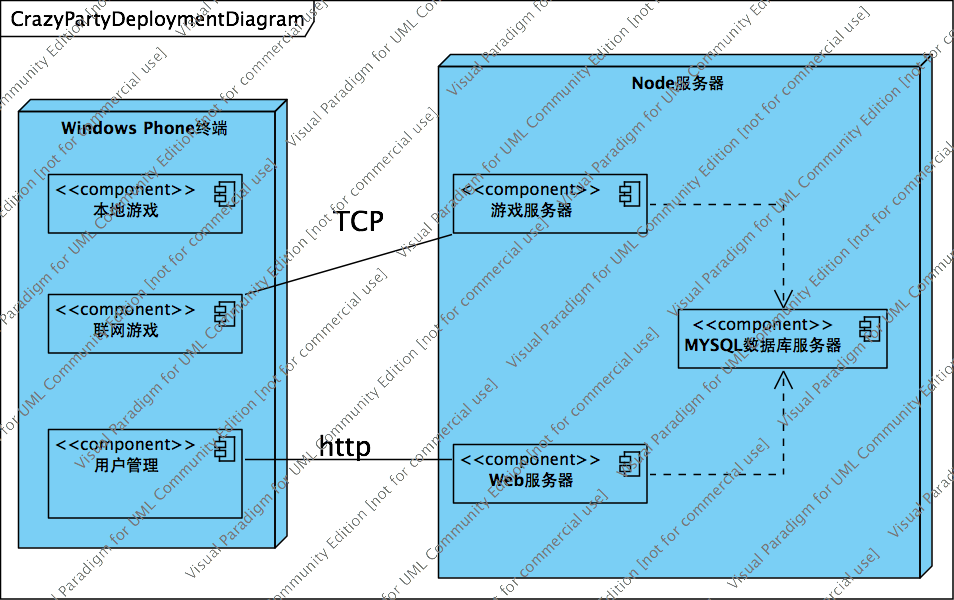 CrazyPartyDeploymentDiagram
Windows Phone终端
<<component>>
本地游戏
<<component>>
联网游戏
<<component>>
用户管理
TCP
http
Node服务器
<<component>>
游戏服务器
<<component>>
MYSQL数据库服务器
<<component>>
Web服务器
Visual Paradigm for UML Community Edition [not for commercial use]